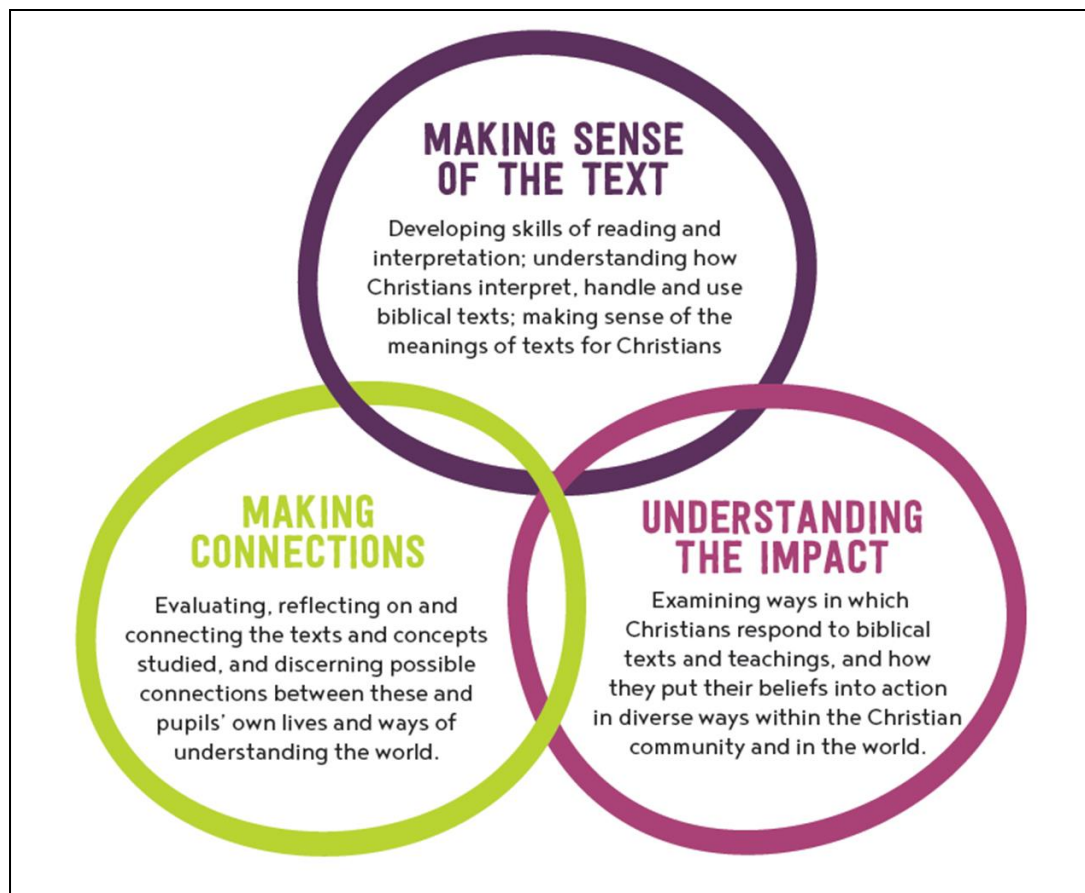 MAKING SENSE
OF THE TEXT
Developing skills of reading and
interpretation; understanding how
Christians interpret, handle and use
biblical texts; making sense of the
meanings of texts for Christians
MAKING
CONNECTIONS
Evaluating, reflecting on and
connecting the texts and concepts
studied, and discerning possible
connections between these and
pupils' own lives and ways of
understanding the world.
UNDERSTANDING
THE IMPACT
Examining ways in which
Christians respond to biblical
texts and teachings, and how
they put their beliefs into action
in diverse ways within the Christian
community and in the world.